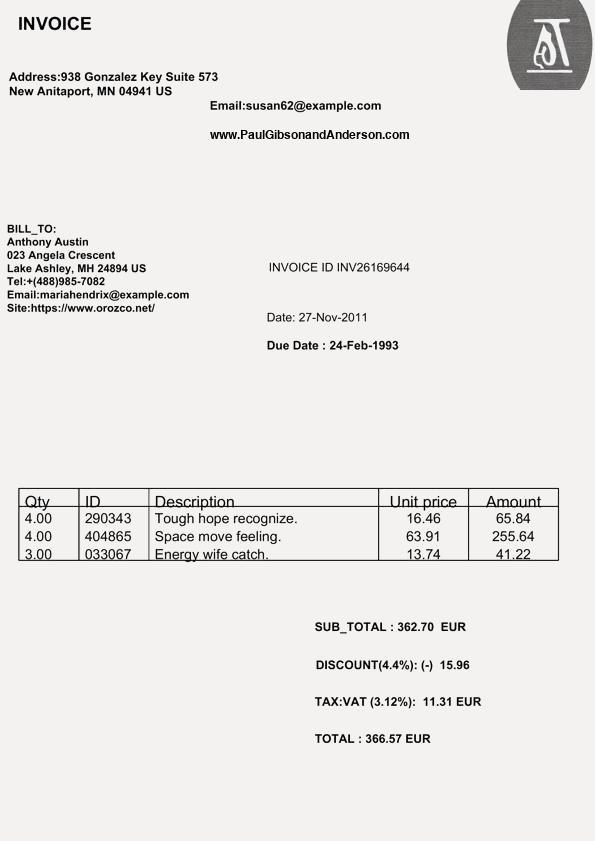 INVOICE
Address:938 Gonzalez Key Suite 573
New Anitaport, MN 04941 US
Email:susan62@example.com
www.PaulGibsonandAnderson.com
BILL_TO:
Anthony Austin
023 Angela Crescent
Lake Ashley, MH 24894 US
Tel:+(488)985-7082
Email:mariahendrix@example.com
Site:https://www.orozco.net/
INVOICE ID INV26169644
Date: 27-Nov-2011
Due Date : 24-Feb-1993
Qty ID Description Unit price Amount
4.00 290343 Tough hope recognize. 16.46 65.84
4.00 404865 Space move feeling. 63.91 255.64
3.00 033067 Energy wife catch. 13.74 41.22
SUB_TOTAL : 362.70 EUR
DISCOUNT(4.4%): (-) 15.96
TAX:VAT (3.12%): 11.31 EUR
TOTAL : 366.57 EUR